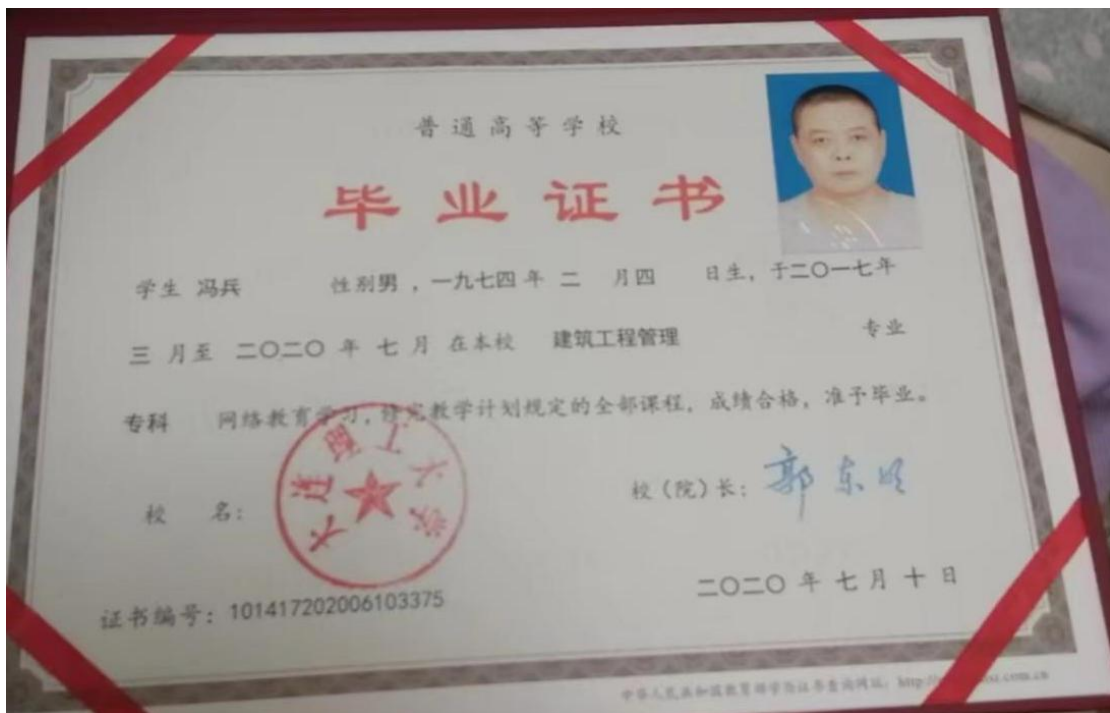 普通高等学校
毕业证书
学生 冯兵 性别男，一九七四年 二 月四 日生，于二〇一七年
三 月至 二〇二〇 年 七 月 在本校 建筑工程管理 专业
专科 网络教育学习，修完教学计划规定的全部课程，成绩合格，准予毕业。
大连理工大学
校 名：
校（院）长：郭东明
二〇二〇 年 七 月 十 日
证书编号：101417202006103375
中华人民共和国教育部学历证书查询网址：http://
.com.cn